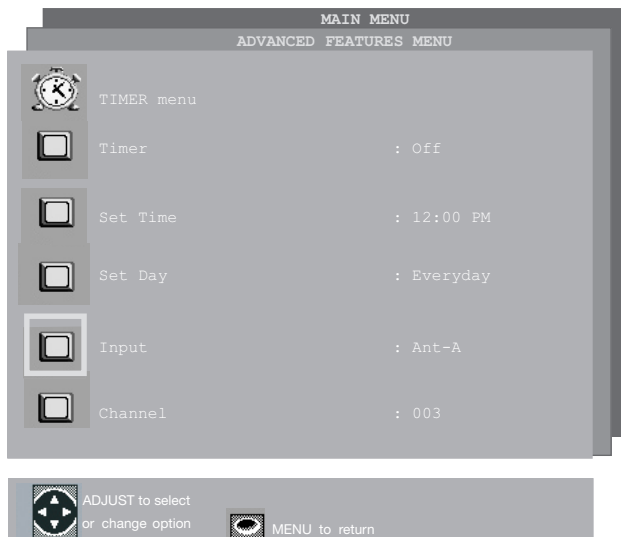 MAIN MENU
ADVANCED FEATURES MENU
TIMER menu
Timer : Off
Set Time : 12:00 PM
Set Day : Everyday
Input : Ant-A
Channel : 003
ADJUST to select
or change option
MENU to return